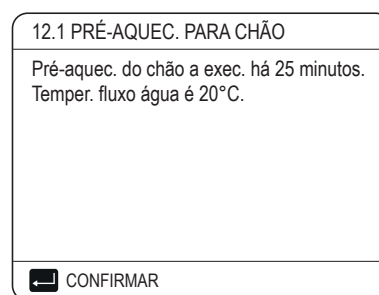 12.1 PRÉ-AQUEC. PARA CHÃO
Pré-aquec. do chão a exec. há 25 minutos.
Temper. fluxo água é 20°C.
CONFIRMAR